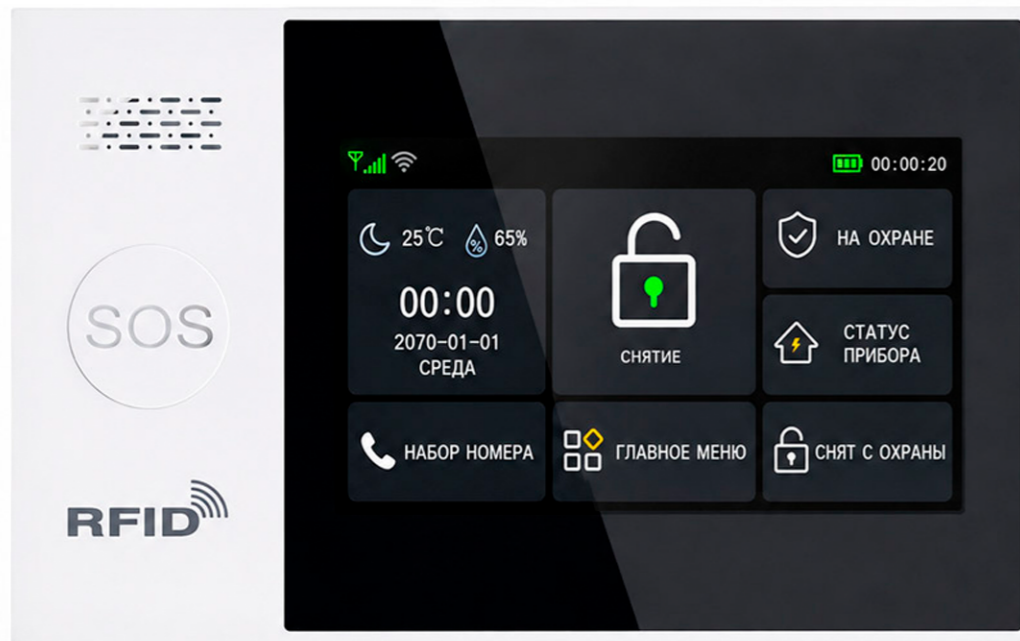 00:00:20
25℃
65%
00:00
2070-01-01
СРЕДА
СНЯТИЕ
НА ОХРАНЕ
СТАТУС
ПРИБОРА
НАБОР НОМЕРА
ГЛАВНОЕ МЕНЮ
СНЯТ С ОХРАНЫ
SOS
RFID